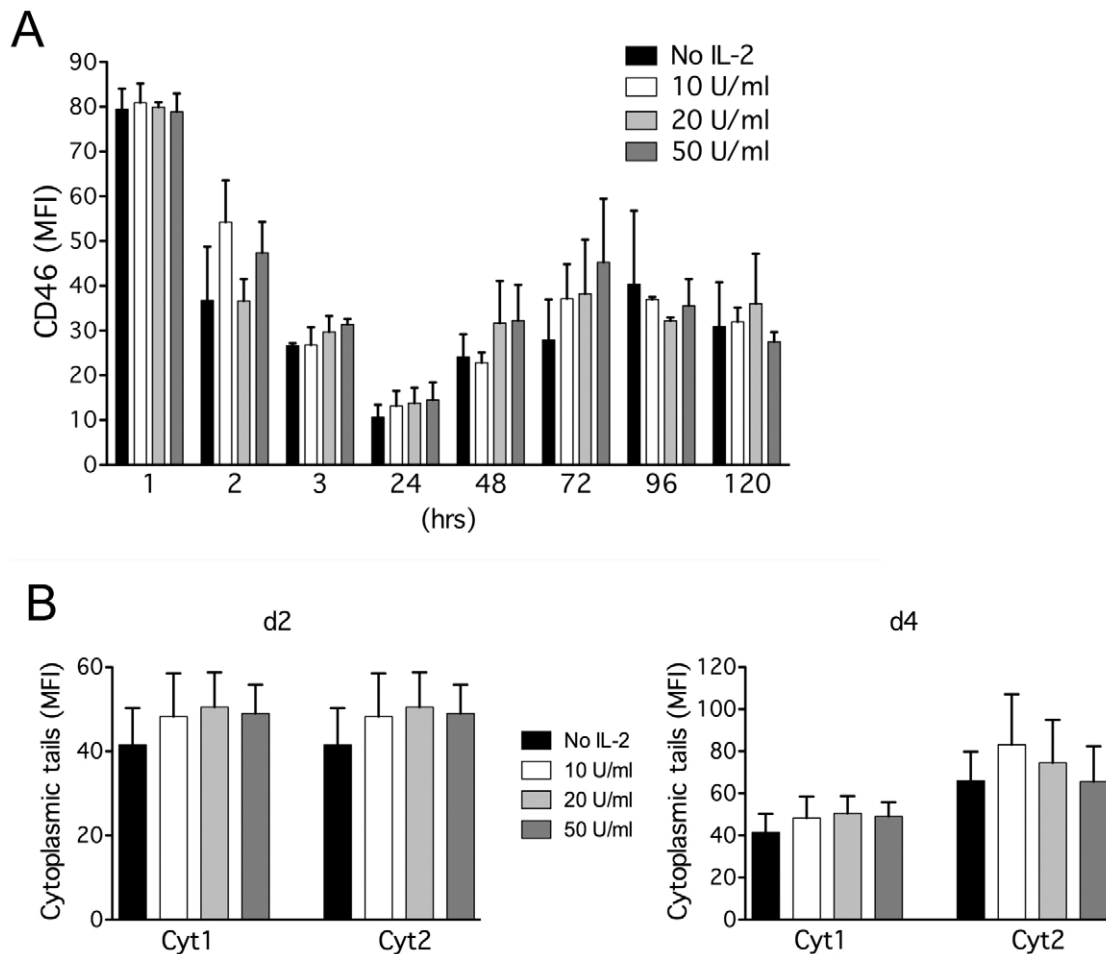 A
CD46 (MFI)
90
80
70
60
50
40
30
20
10
0
No IL-2
10 U/ml
20 U/ml
50 U/ml
1 2 3 24 48 72 96 120
(hrs)
B
d2
Cytoplasmic tails (MFI)
60
40
20
0
Cyt1 Cyt2
No IL-2
10 U/ml
20 U/ml
50 U/ml
d4
Cytoplasmic tails (MFI)
120
100
80
60
40
20
0
Cyt1 Cyt2